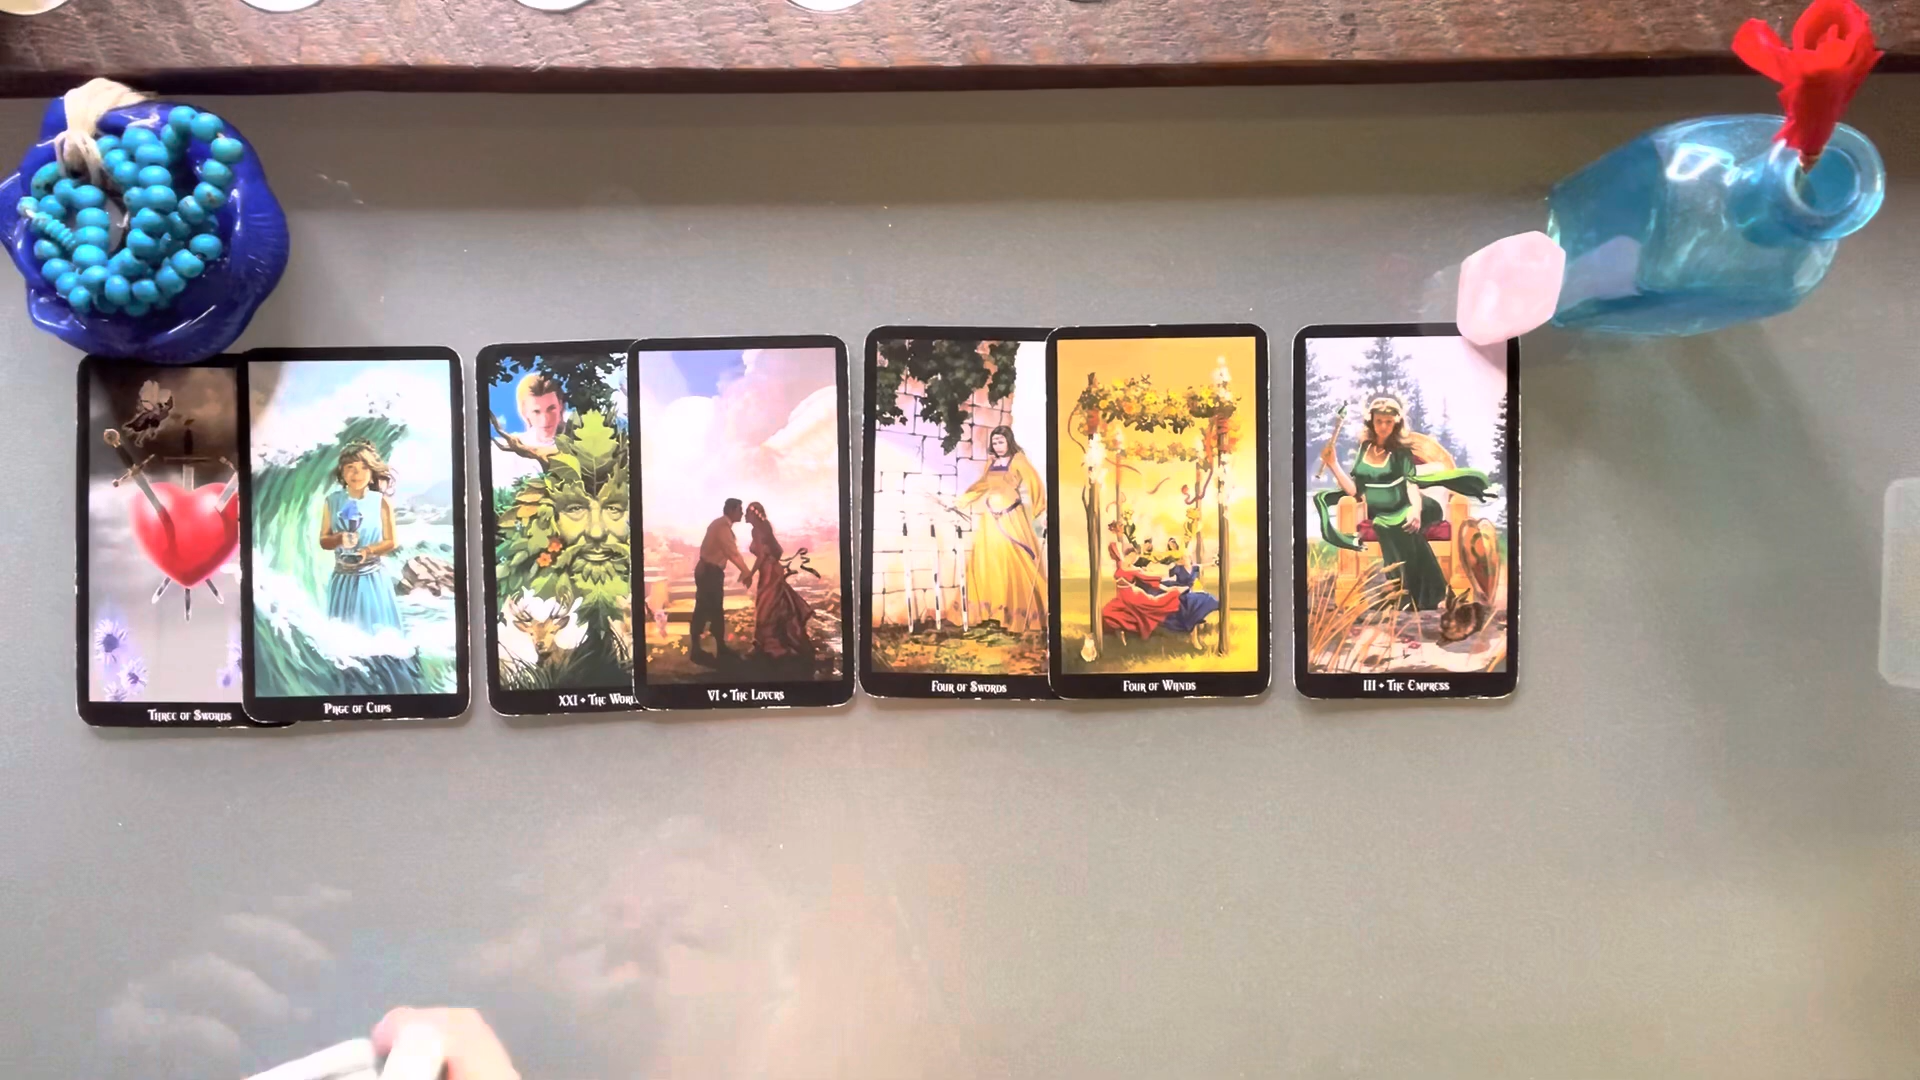 Three of Swords
Page of Cups
XXI • The Worl
VI • The Lovers
Four of Swords
Four of Wands
III • The Empress